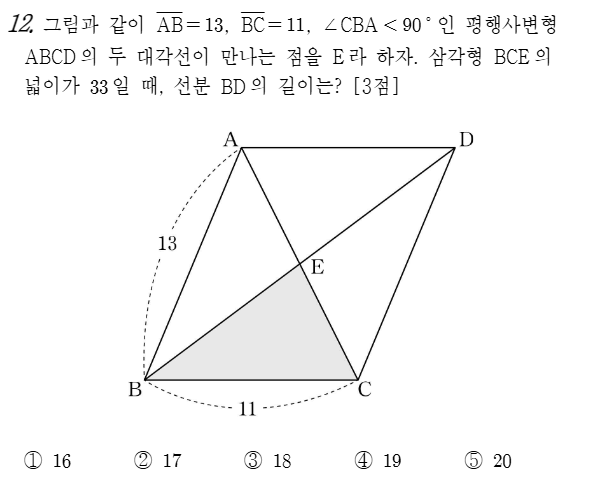 12. 그림과 같이 AB=13, BC=11, ∠CBA<90°인 평행사변형
ABCD의 두 대각선이 만나는 점을 E라 하자. 삼각형 BCE의
넓이가 33일 때, 선분 BD의 길이는? [3점]
A
D
13
E
B
C
11
① 16 ② 17 ③ 18 ④ 19 ⑤ 20